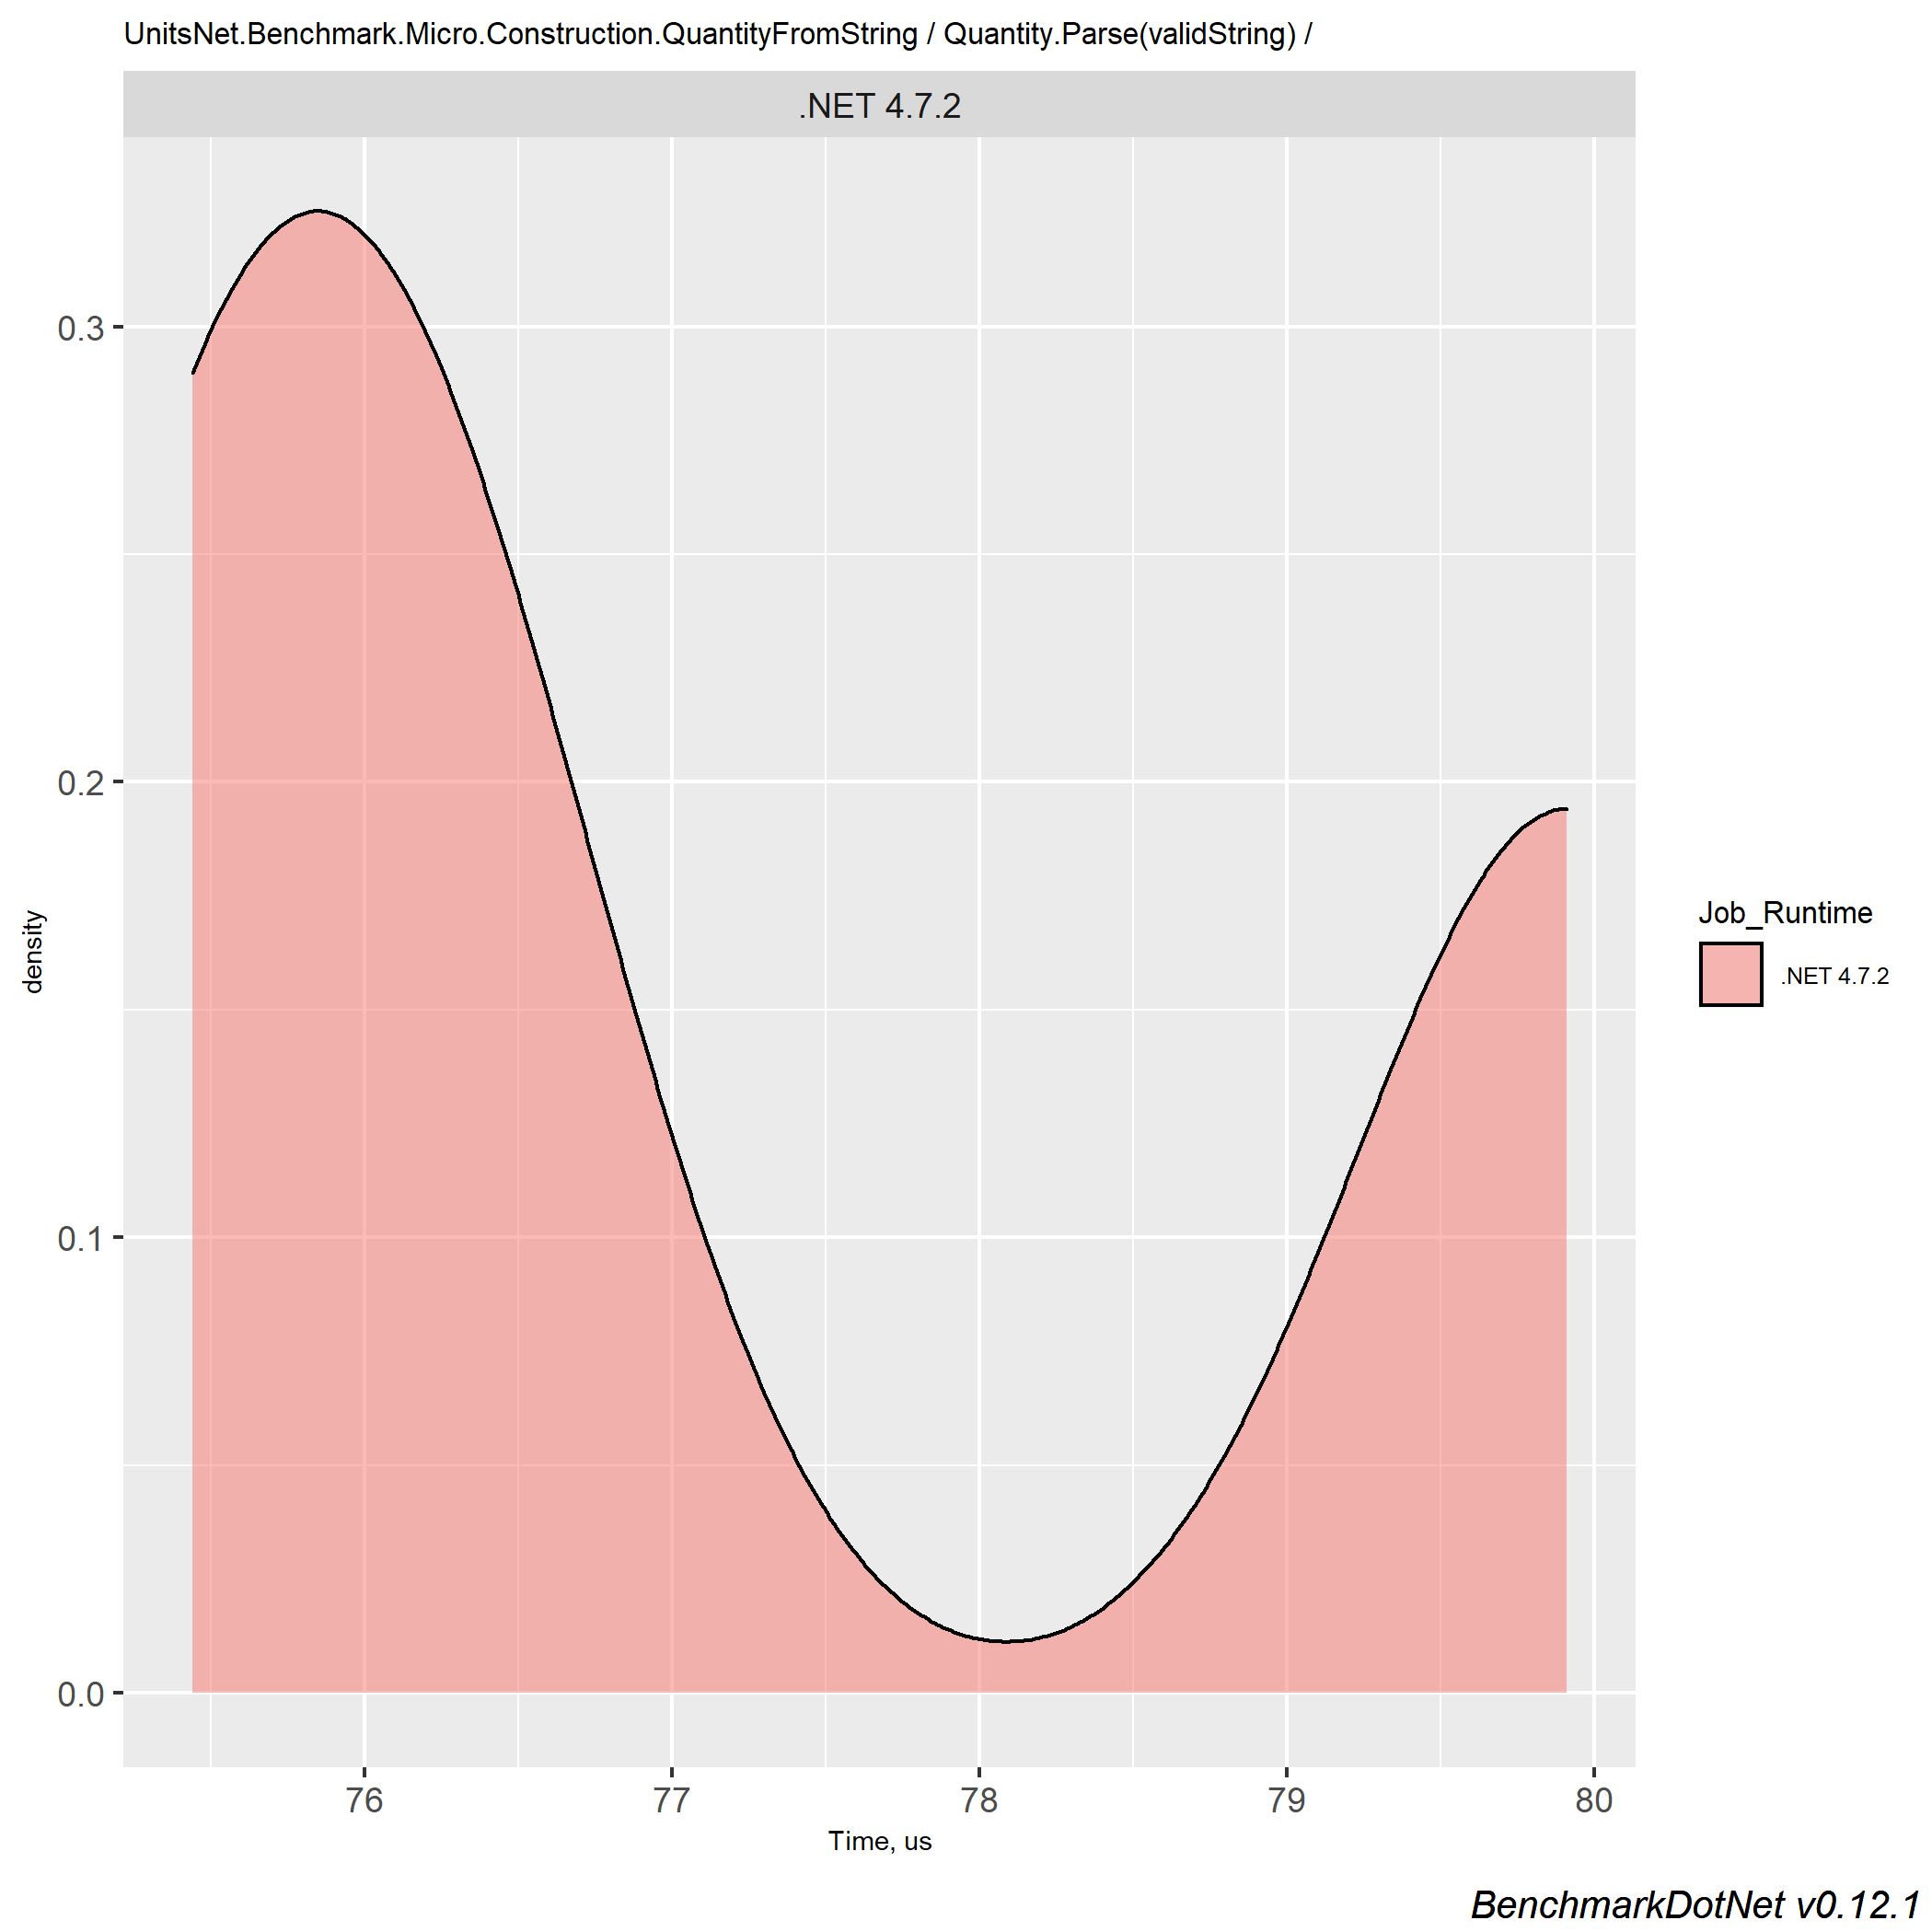 UnitsNet.Benchmark.Micro.Construction.QuantityFromString / Quantity.Parse(validString) /
.NET 4.7.2
0.3
0.2
0.1
0.0
density
76 77 78 79 80
Time, us
Job_Runtime
.NET 4.7.2
BenchmarkDotNet v0.12.1